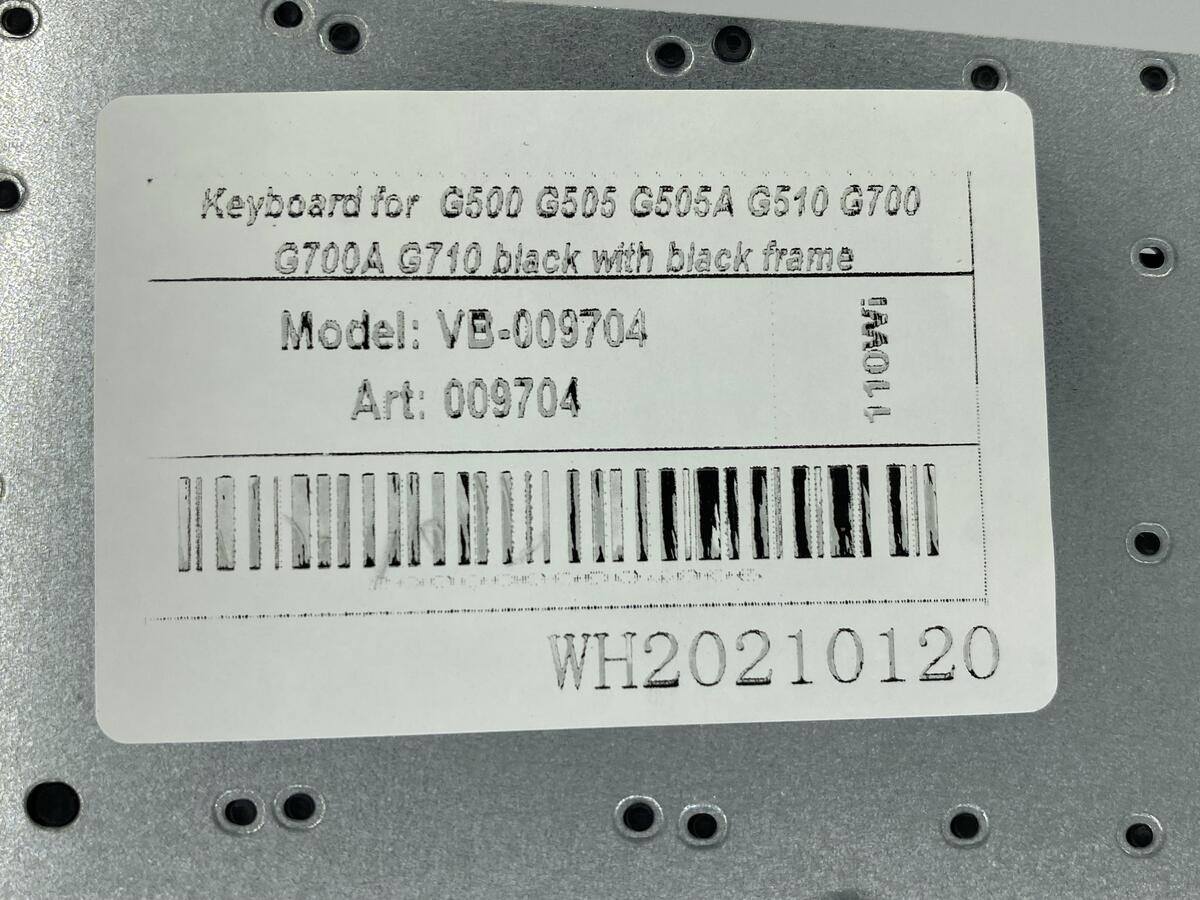 Keyboard for G500 G505 G505A G510 G700
G700A G710 black with black frame
Model: VB-009704
Art: 009704
110Wi
WH20210120